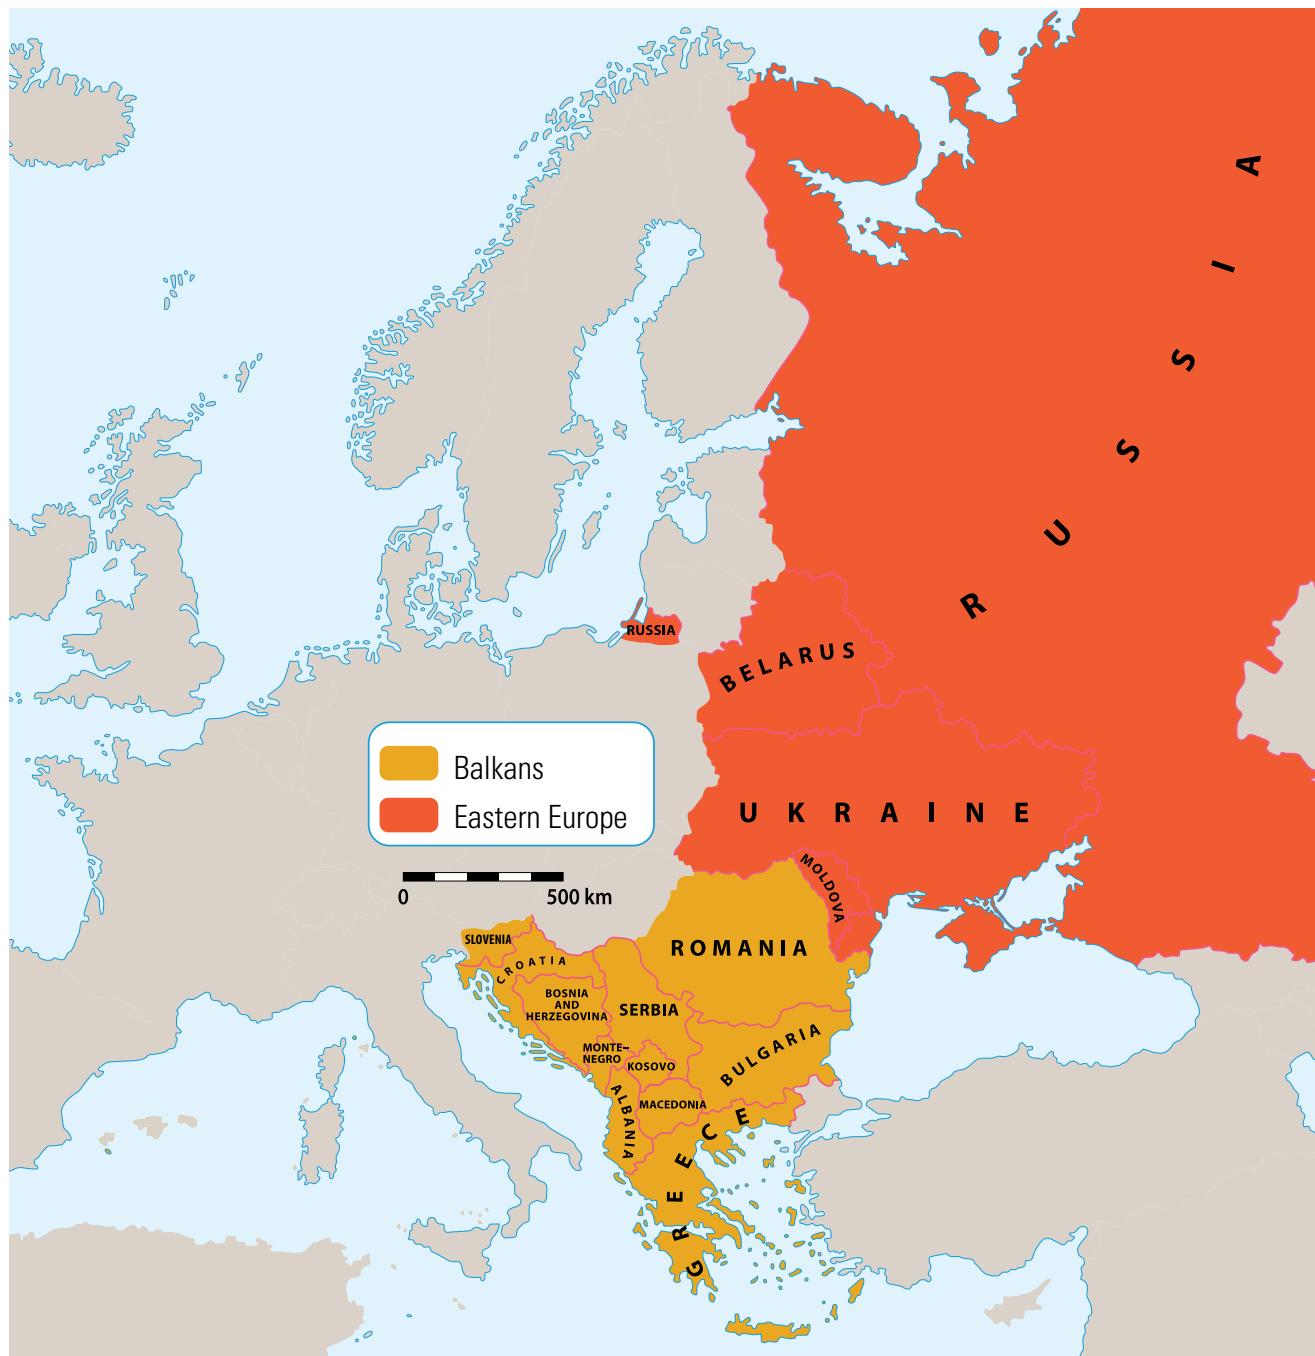 RUSSIA
RUSSIA
BELARUS
Balkans
Eastern Europe
UKRAINE
0 500 km
MOLDOVA
SLOVENIA
CROATIA
ROMANIA
BOSNIA
AND
HERZEGOVINA
SERBIA
MONTE–
NEGRO
KOSOVO
BULGARIA
ALBANIA
MACEDONIA
GREECE